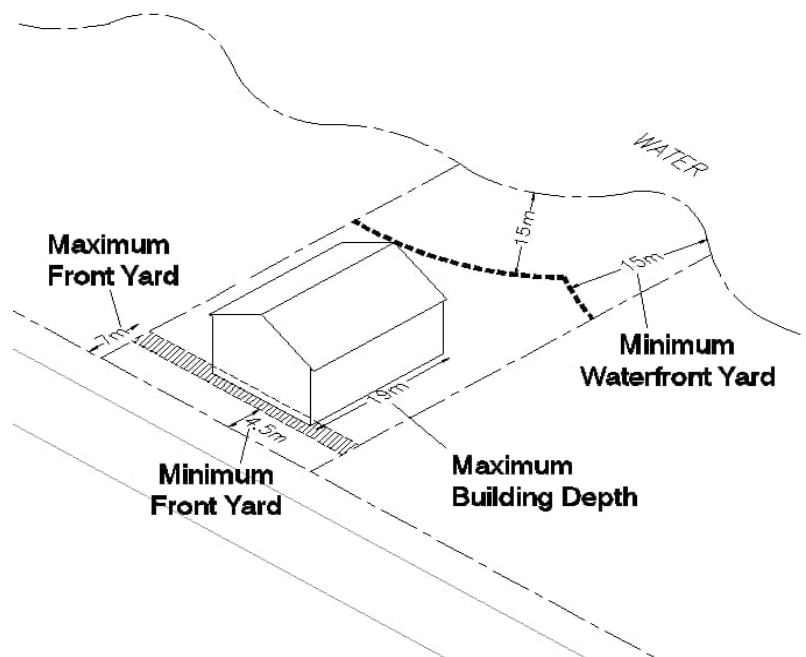 WATER
15m
Maximum
Front Yard
15m
7m
Minimum
Waterfront Yard
19m
4.5m
Maximum
Building Depth
Minimum
Front Yard